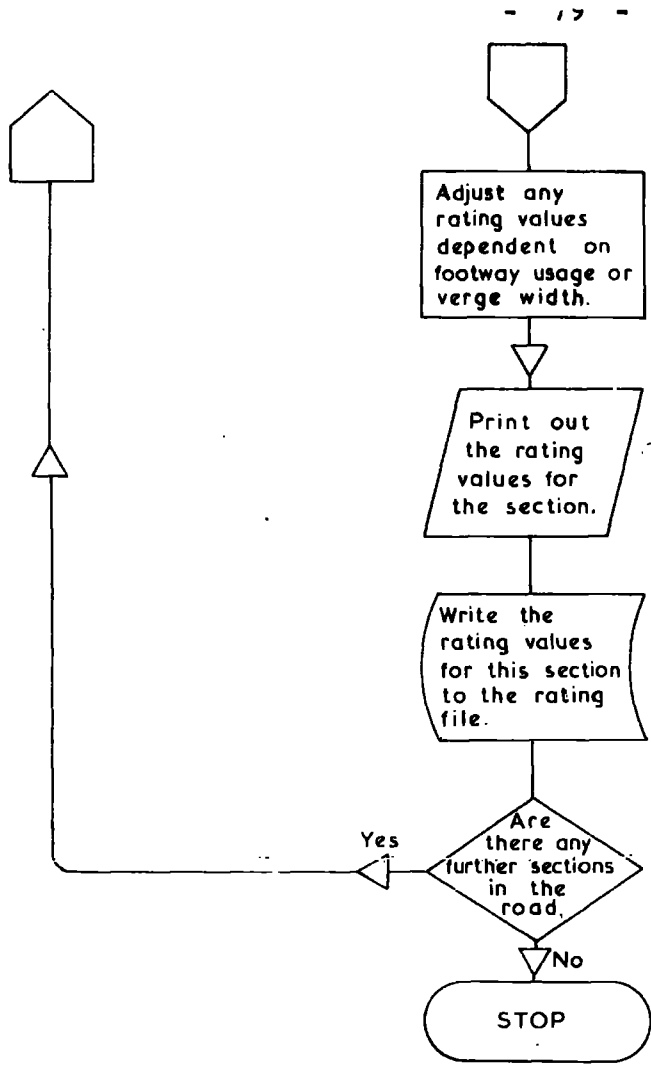 Adjust any
rating values
dependent on
footway usage or
verge width.
Print out
the rating
values for
the section.
Write the
rating values
for this section
to the rating
file.
Are
there any
further sections
in the
road,
Yes
No
STOP